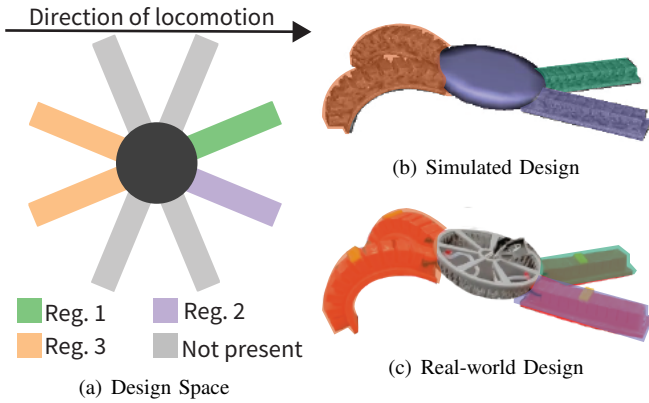 Direction of locomotion
Reg. 1
Reg. 2
Reg. 3
Not present
(a) Design Space
(b) Simulated Design
(c) Real-world Design